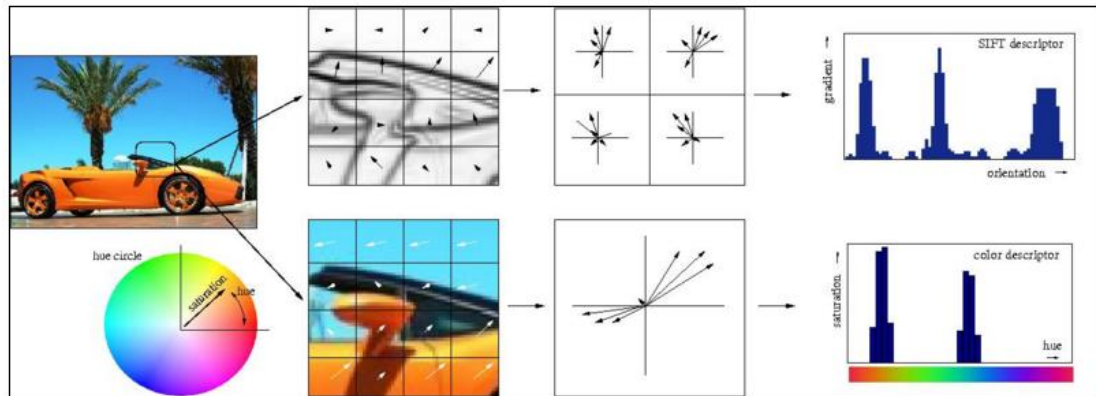 SIFT descriptor
gradient
orientation
hue circle
saturation
hue
color descriptor
saturation
hue